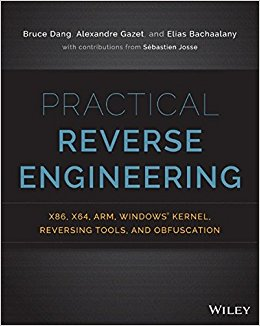 Bruce Dang, Alexandre Gazet, and Elias Bachaalany
with contributions from Sébastien Josse
PRACTICAL
REVERSE
ENGINEERING
X86, X64, ARM, WINDOWS® KERNEL,
REVERSING TOOLS, AND OBFUSCATION
WILEY